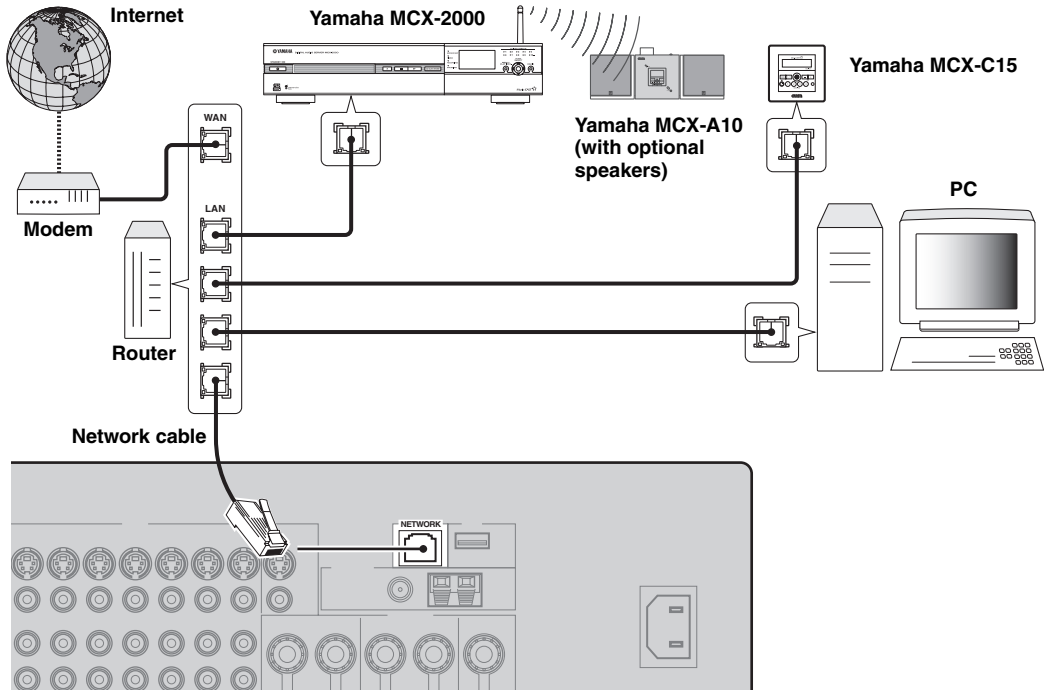 Internet
Yamaha MCX-2000
YAMAHA
Yamaha MCX-C15
Yamaha MCX-A10
(with optional
speakers)
WAN
LAN
Modem
PC
Router
Network cable
NETWORK